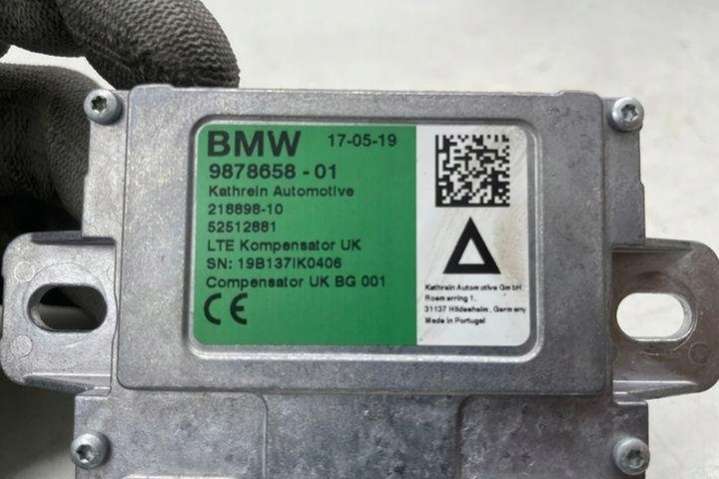 BMW 17-05-19
9878658 - 01
Kathrein Automotive
218898-10
52512881
LTE Kompensator UK
SN: 19B137IK0406
Compensator UK BG 001
CE
Kathrein Automotive GmbH
Roemerring 1,
31137 Hildesheim, Germany
Made in Portugal